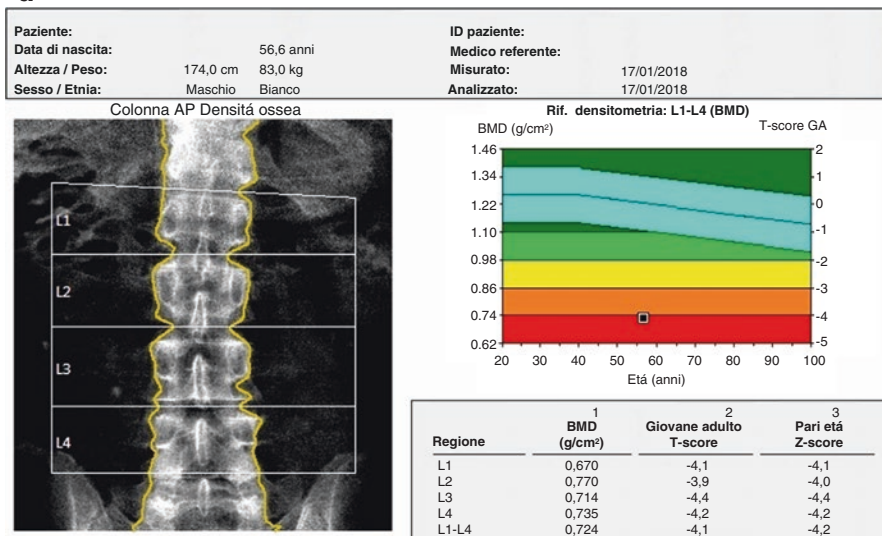 Paziente: ID paziente:
Data di nascita: 56,6 anni Medico referente:
Altezza / Peso: 174,0 cm 83,0 kg Misurato: 17/01/2018
Sesso / Etnia: Maschio Bianco Analizzato: 17/01/2018
Colonna AP Densitá ossea
L1
L2
L3
L4
Rif. densitometria: L1-L4 (BMD)
BMD (g/cm²) T-score GA
1.46 2
1.34 1
1.22 0
1.10 -1
0.98 -2
0.86 -3
0.74 -4
0.62 -5
20 30 40 50 60 70 80 90 100
Etá (anni)
1 2 3
BMD Giovane adulto Pari etá
Regione (g/cm²) T-score Z-score
L1 0,670 -4,1 -4,1
L2 0,770 -3,9 -4,0
L3 0,714 -4,4 -4,4
L4 0,735 -4,2 -4,2
L1-L4 0,724 -4,1 -4,2